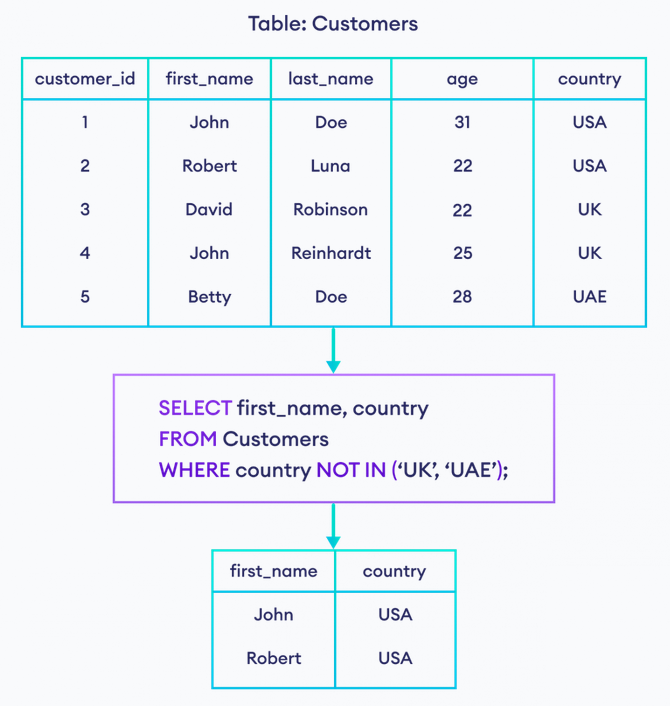 Table: Customers
customer_id first_name last_name age country
1 John Doe 31 USA
2 Robert Luna 22 USA
3 David Robinson 22 UK
4 John Reinhardt 25 UK
5 Betty Doe 28 UAE
SELECT first_name, country
FROM Customers
WHERE country NOT IN (‘UK’, ‘UAE’);
first_name country
John USA
Robert USA